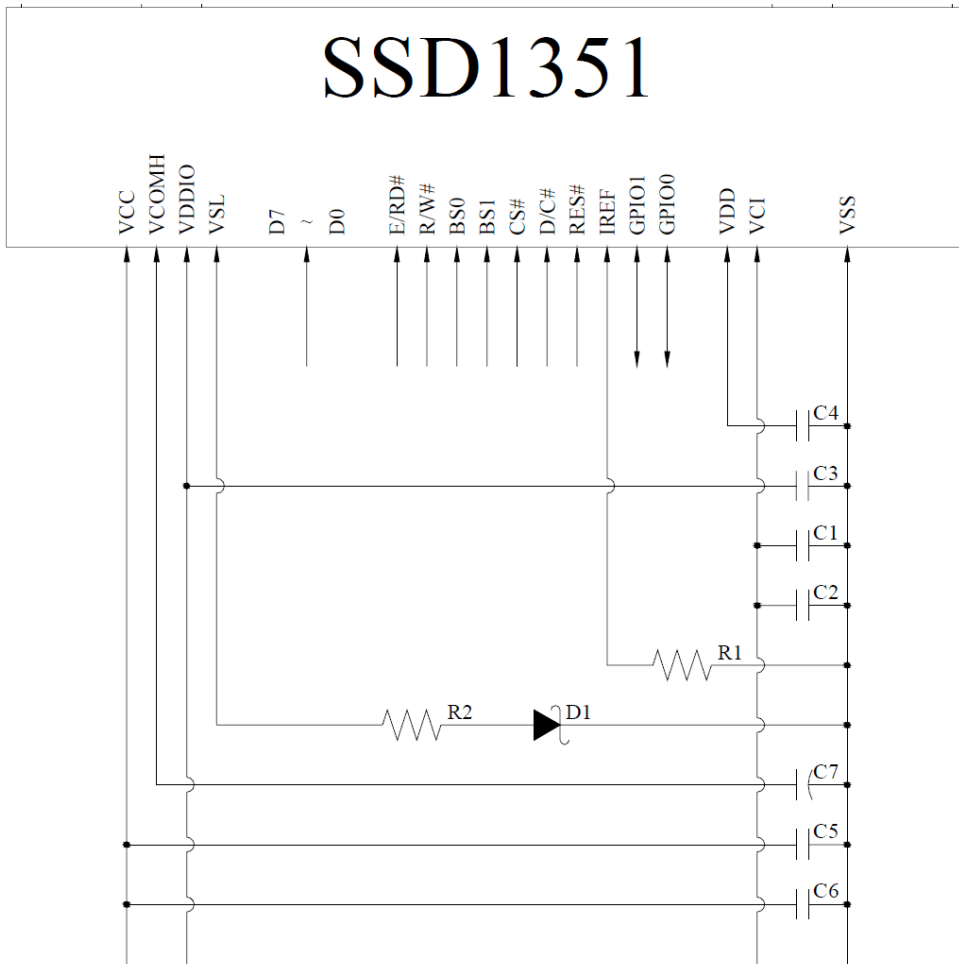 SSD1351
VCC
VCOMH
VDDIO
VSL
D7
~
D0
E/RD#
R/W#
BS0
BS1
CS#
D/C#
RES#
IREF
GPIO1
GPIO0
VDD
VCI
VSS
C4
C3
C1
C2
R1
R2
D1
C7
C5
C6